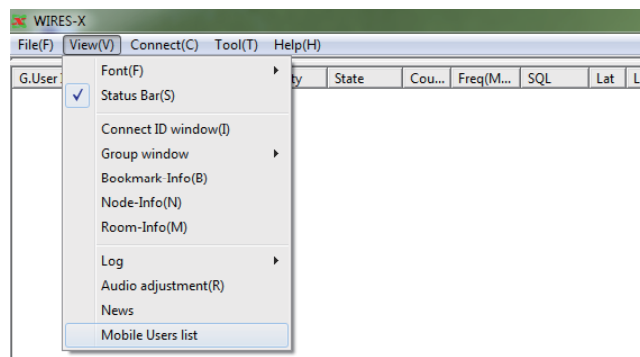 WIRES-X
File(F) View(V) Connect(C) Tool(T) Help(H)
G.User State Cou... Freq(M... SQL Lat
Font(F)
Status Bar(S)
Connect ID window(I)
Group window
Bookmark-Info(B)
Node-Info(N)
Room-Info(M)
Log
Audio adjustment(R)
News
Mobile Users list